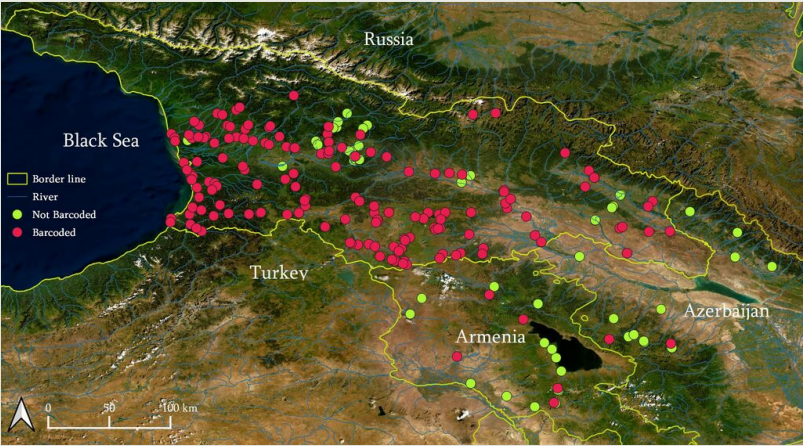 Russia
Black Sea
Border line
River
Not Barcoded
Barcoded
Turkey
Azerbaijan
Armenia
0 50 100 km